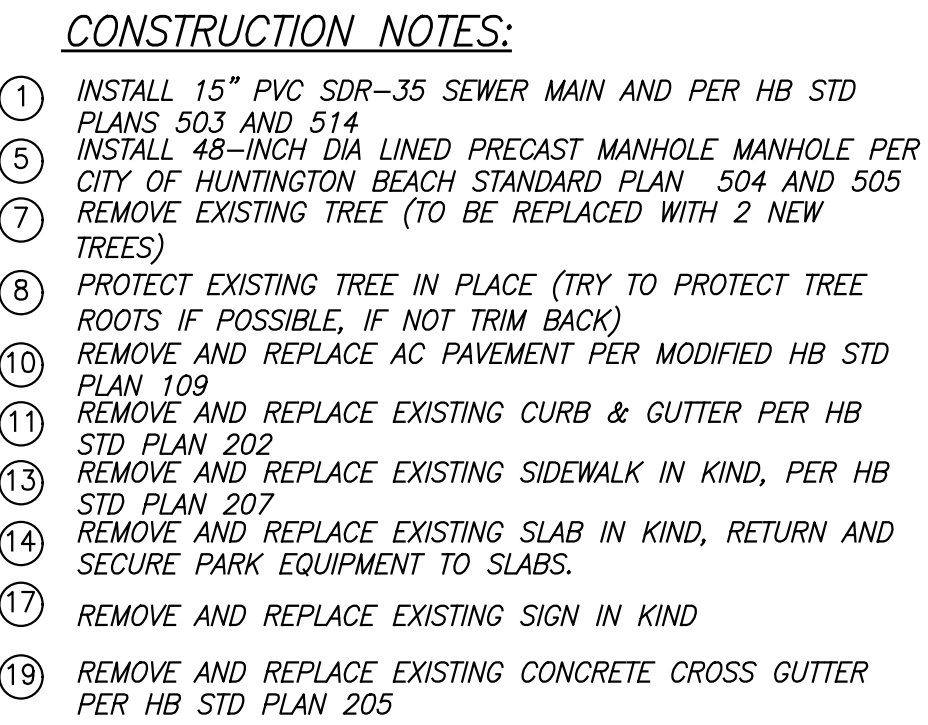 CONSTRUCTION NOTES:
1 INSTALL 15" PVC SDR-35 SEWER MAIN AND PER HB STD
PLANS 503 AND 514
5 INSTALL 48-INCH DIA LINED PRECAST MANHOLE MANHOLE PER
CITY OF HUNTINGTON BEACH STANDARD PLAN 504 AND 505
7 REMOVE EXISTING TREE (TO BE REPLACED WITH 2 NEW
TREES)
8 PROTECT EXISTING TREE IN PLACE (TRY TO PROTECT TREE
ROOTS IF POSSIBLE, IF NOT TRIM BACK)
10 REMOVE AND REPLACE AC PAVEMENT PER MODIFIED HB STD
PLAN 109
11 REMOVE AND REPLACE EXISTING CURB & GUTTER PER HB
STD PLAN 202
13 REMOVE AND REPLACE EXISTING SIDEWALK IN KIND, PER HB
STD PLAN 207
14 REMOVE AND REPLACE EXISTING SLAB IN KIND, RETURN AND
SECURE PARK EQUIPMENT TO SLABS.
17 REMOVE AND REPLACE EXISTING SIGN IN KIND
19 REMOVE AND REPLACE EXISTING CONCRETE CROSS GUTTER
PER HB STD PLAN 205